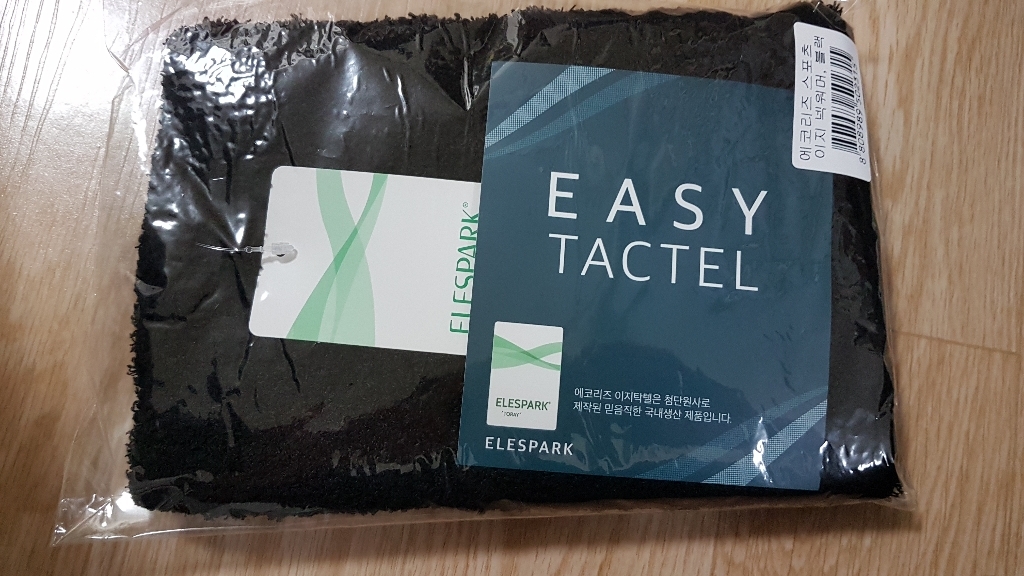 ELESPARK®
EASY
TACTEL
ELESPARK®
"TORAY"
ELESPARK
에코리즈 이지탁텔은 첨단원사로
제작된 믿음직한 국내생산 제품입니다.
에코리즈 스포츠
이지 넥워머, 블랙